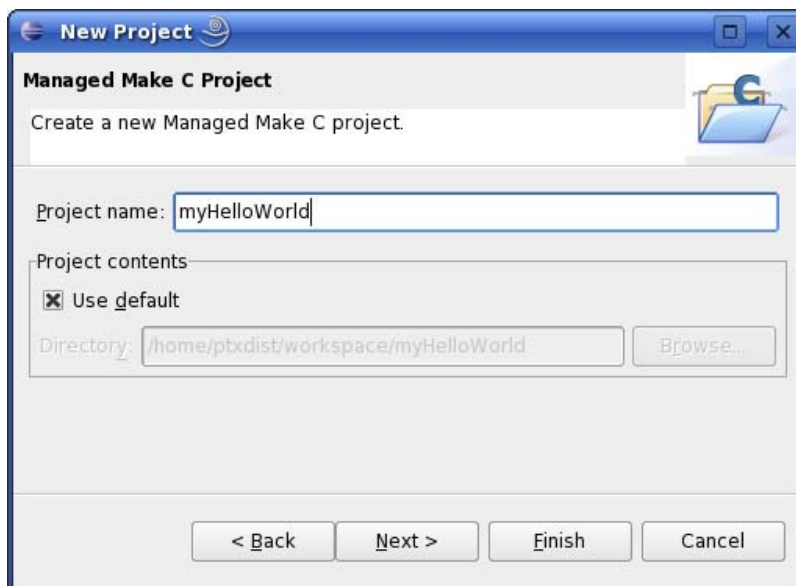 New Project
Managed Make C Project
Create a new Managed Make C project.
Project name: myHelloWorld
Project contents
Use default
Directory: /home/ptxdist/workspace/myHelloWorld Browse...
< Back Next > Finish Cancel